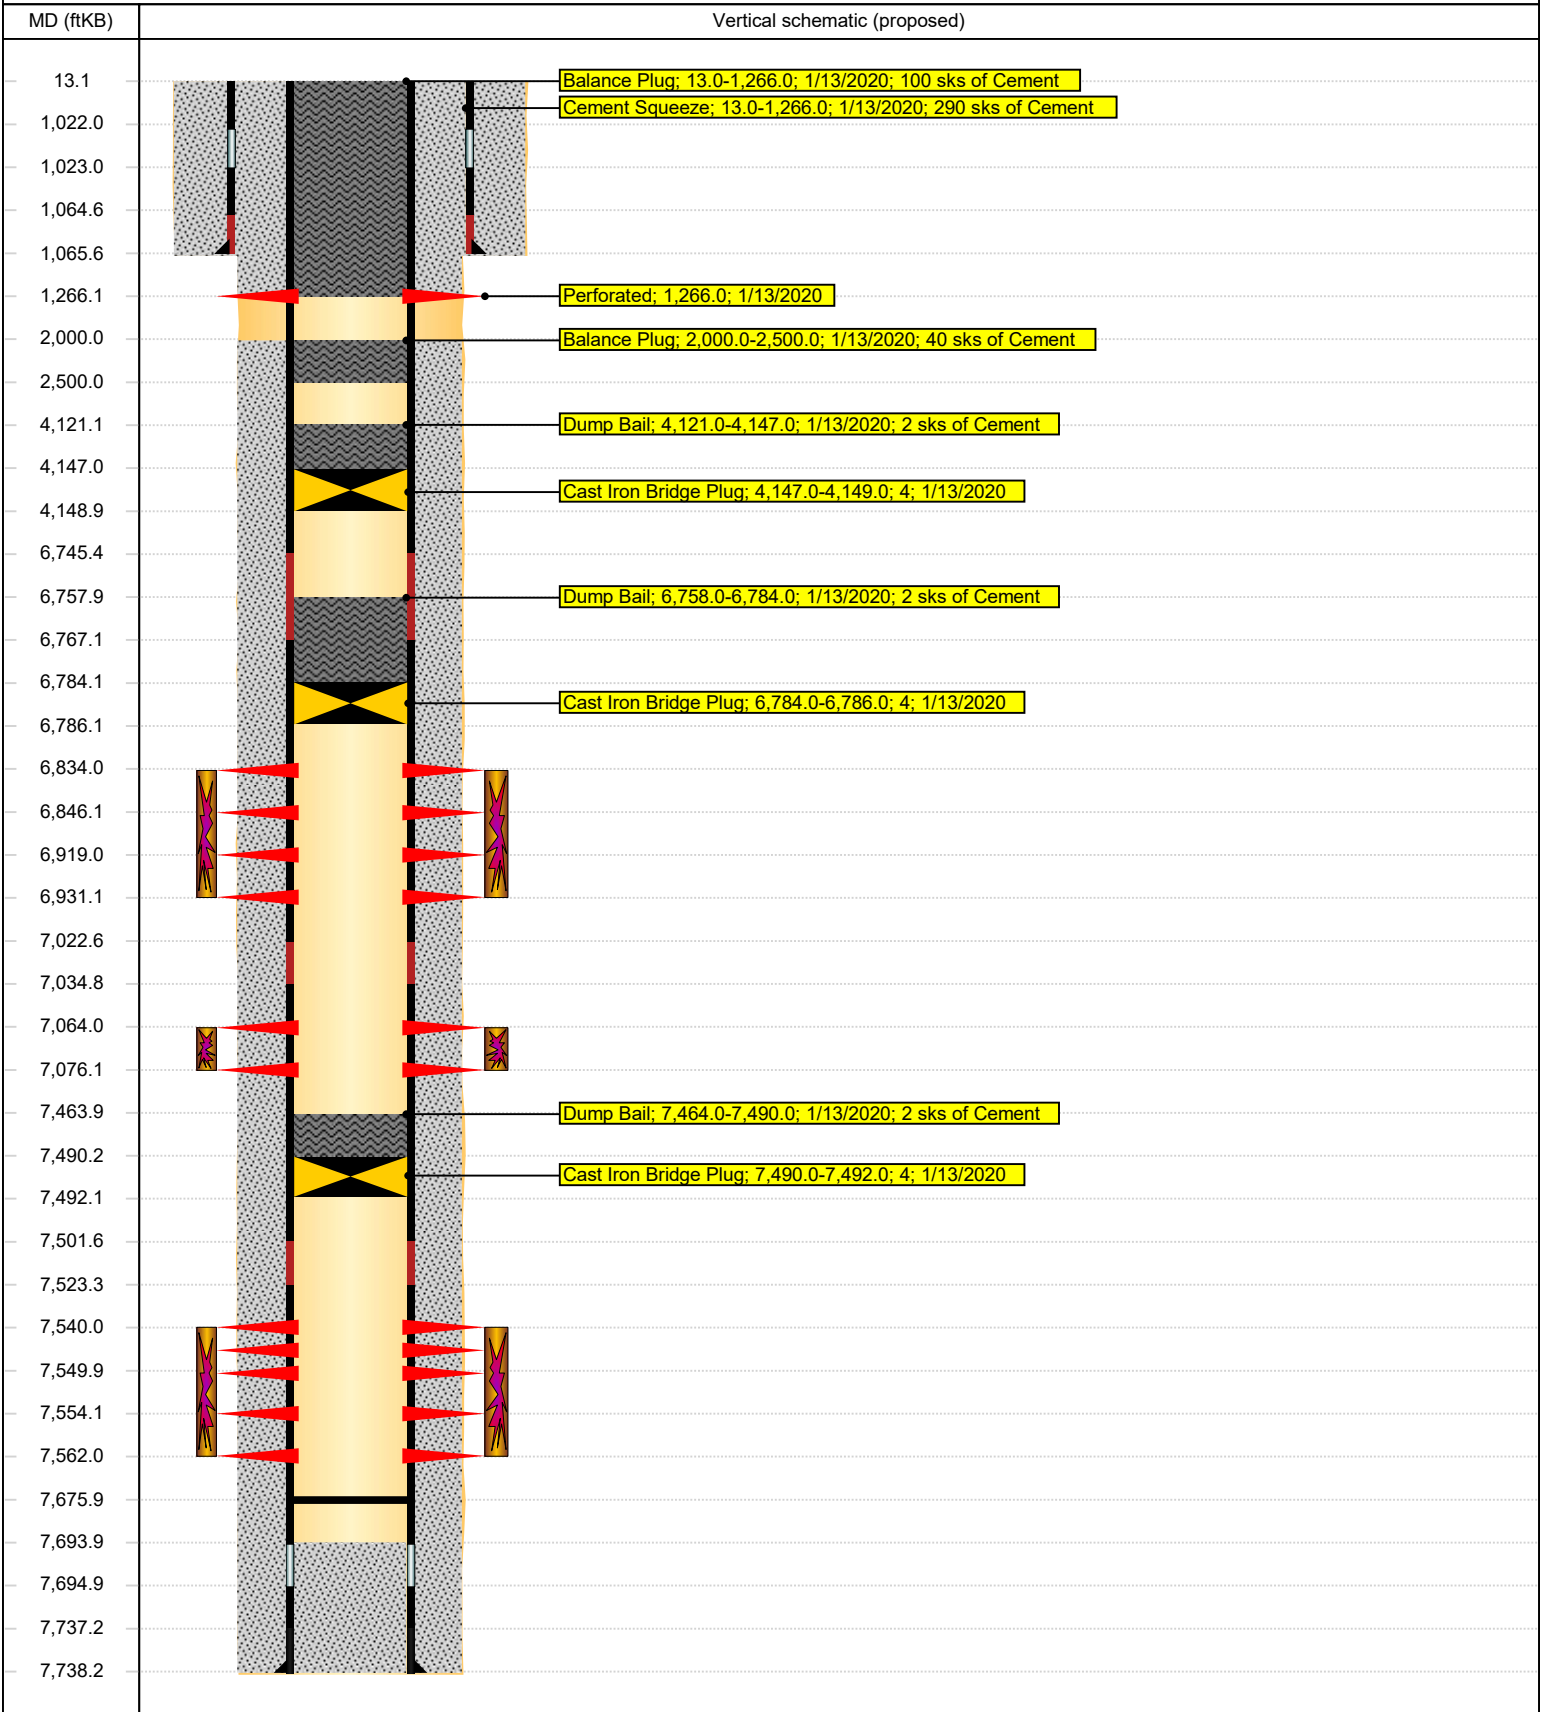 MD (ftKB) Vertical schematic (proposed)
13.1 Balance Plug; 13.0-1,266.0; 1/13/2020; 100 sks of Cement
Cement Squeeze; 13.0-1,266.0; 1/13/2020; 290 sks of Cement
1,022.0
1,023.0
1,064.6
1,065.6
1,266.1 Perforated; 1,266.0; 1/13/2020
2,000.0 Balance Plug; 2,000.0-2,500.0; 1/13/2020; 40 sks of Cement
2,500.0
4,121.1 Dump Bail; 4,121.0-4,147.0; 1/13/2020; 2 sks of Cement
4,147.0
Cast Iron Bridge Plug; 4,147.0-4,149.0; 4; 1/13/2020
4,148.9
6,745.4
6,757.9 Dump Bail; 6,758.0-6,784.0; 1/13/2020; 2 sks of Cement
6,767.1
6,784.1
Cast Iron Bridge Plug; 6,784.0-6,786.0; 4; 1/13/2020
6,786.1
6,834.0
6,846.1
6,919.0
6,931.1
7,022.6
7,034.8
7,064.0
7,076.1
7,463.9 Dump Bail; 7,464.0-7,490.0; 1/13/2020; 2 sks of Cement
7,490.2
Cast Iron Bridge Plug; 7,490.0-7,492.0; 4; 1/13/2020
7,492.1
7,501.6
7,523.3
7,540.0
7,549.9
7,554.1
7,562.0
7,675.9
7,693.9
7,694.9
7,737.2
7,738.2